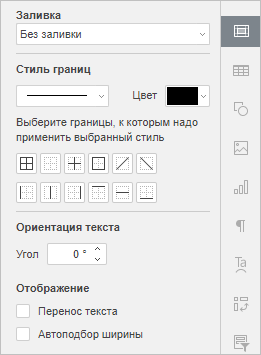 Заливка
Без заливки
Стиль границ
Цвет
Выберите границы, к которым надо
применить выбранный стиль
Ориентация текста
Угол 0 °
Отображение
Перенос текста
Автоподбор ширины